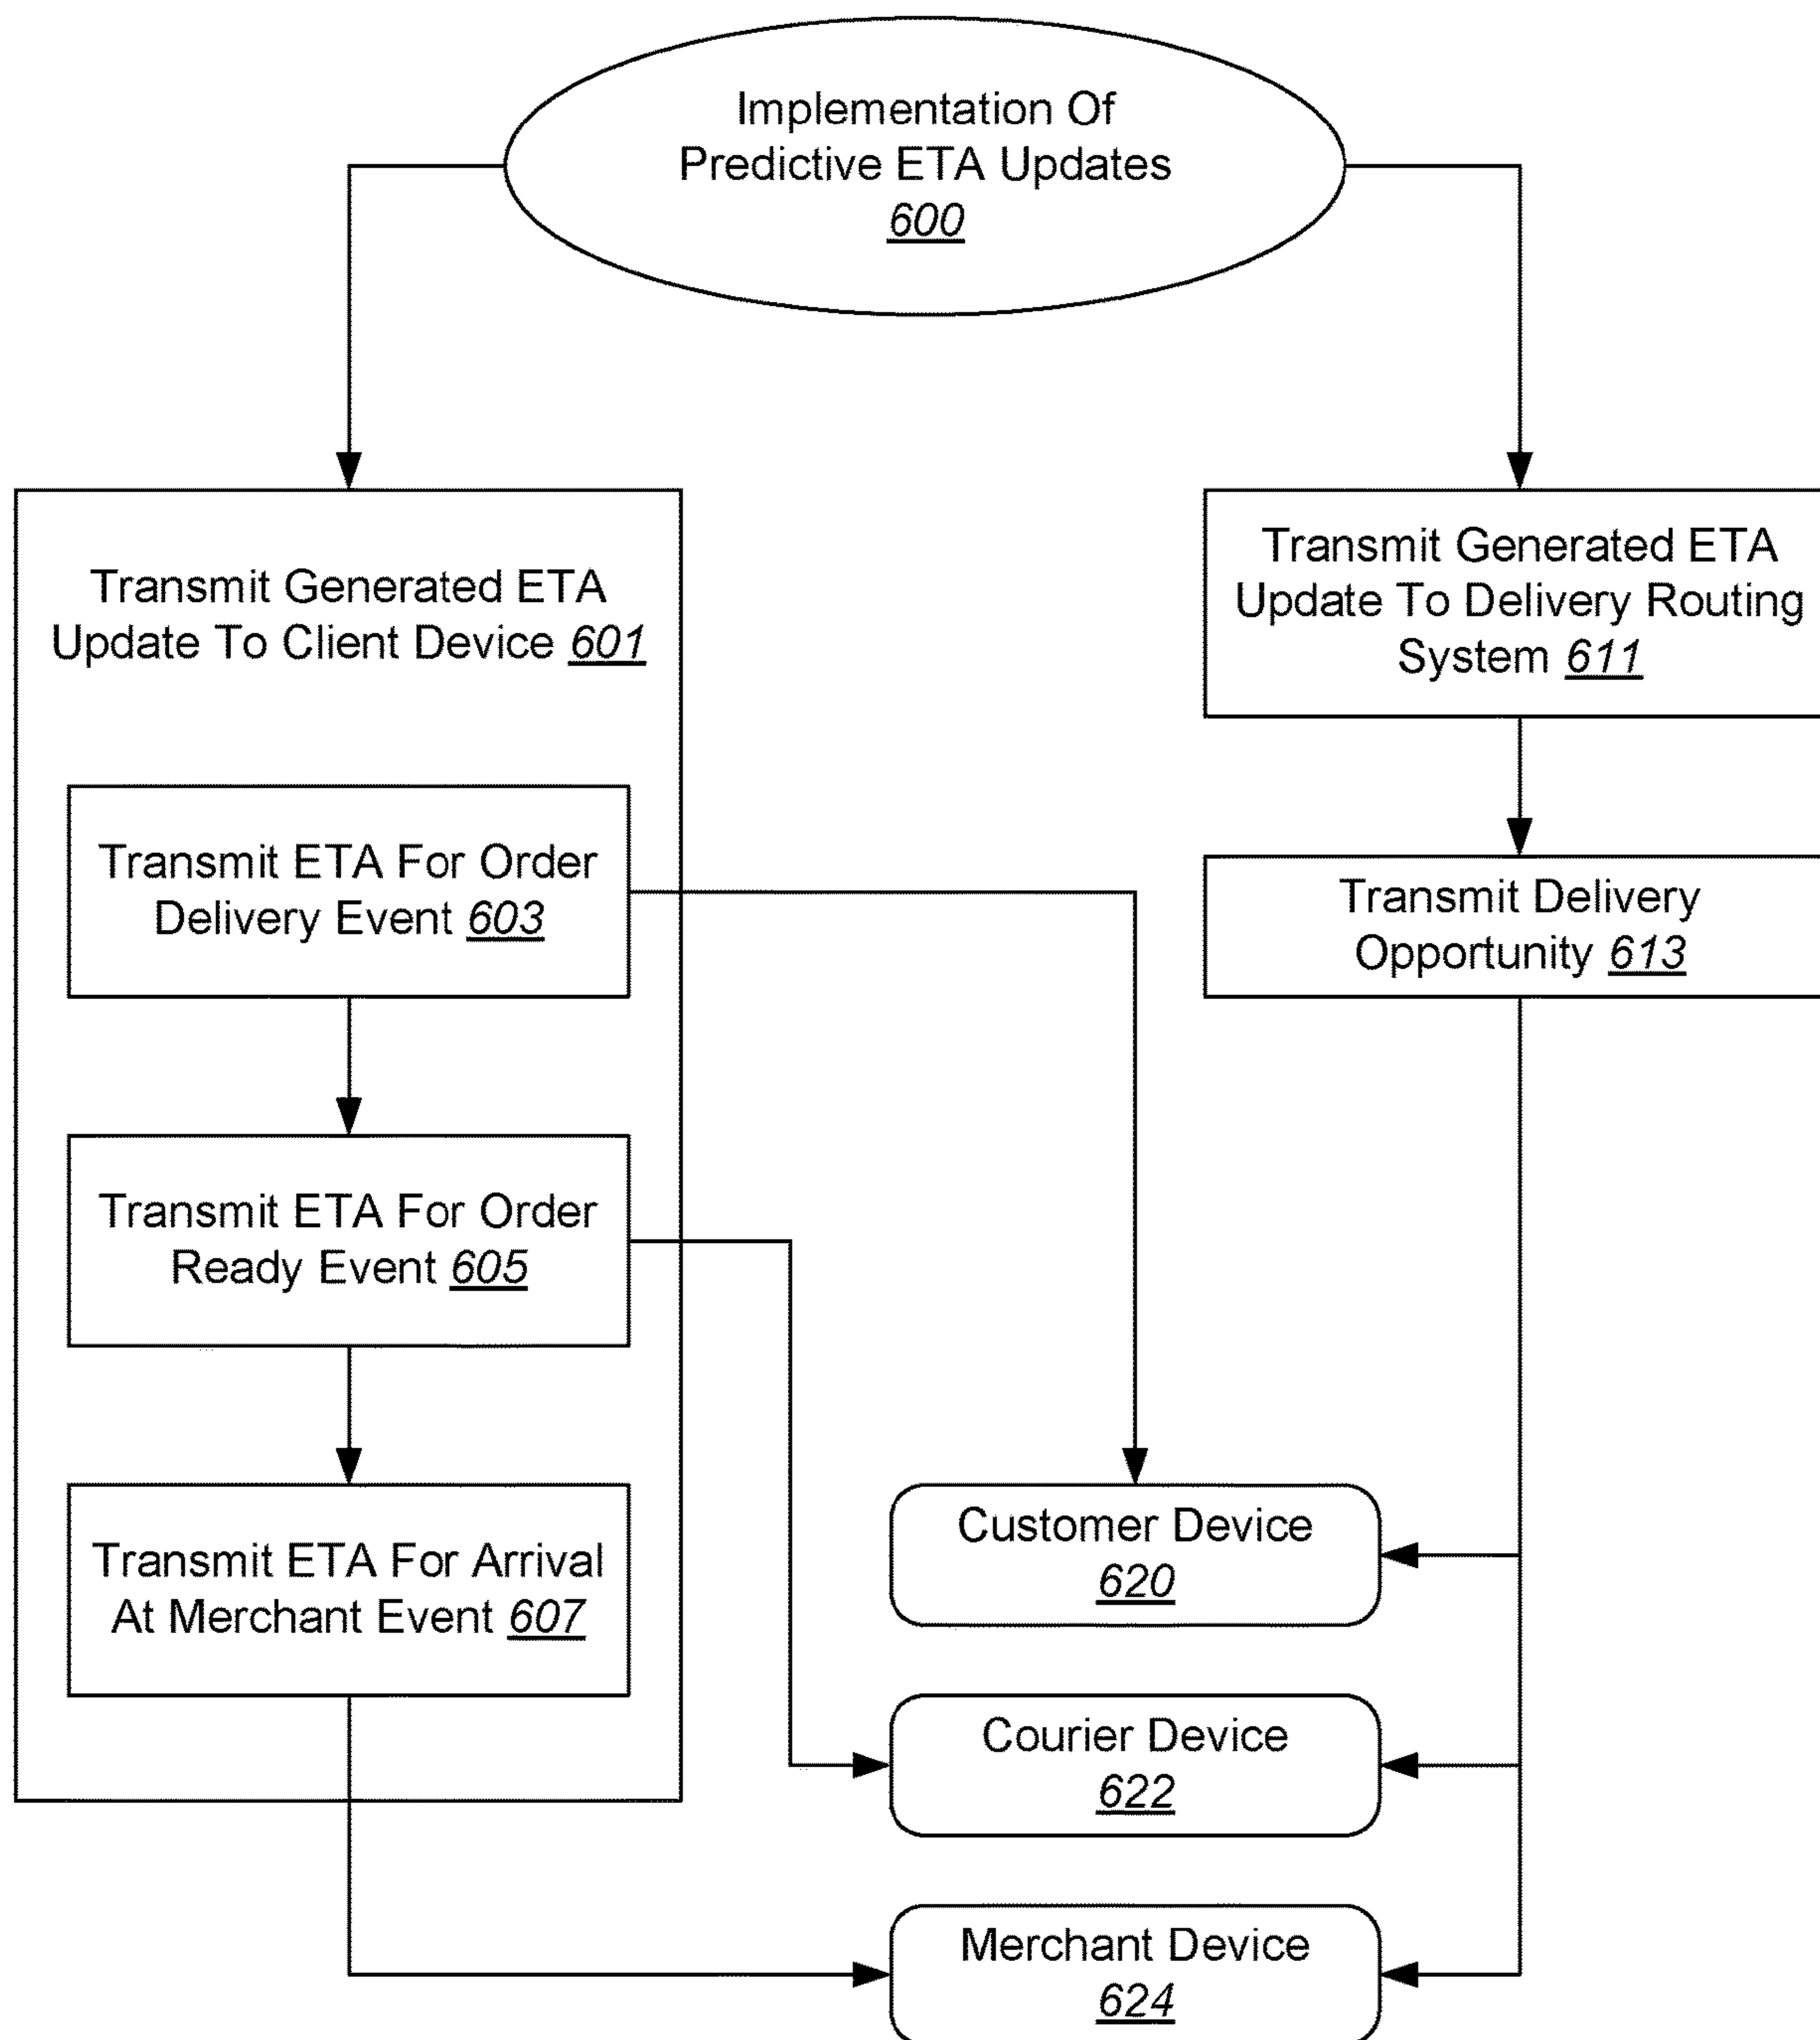 Implementation Of
Predictive ETA Updates
600
Transmit Generated ETA
Update To Client Device 601
Transmit ETA For Order
Delivery Event 603
Transmit ETA For Order
Ready Event 605
Transmit ETA For Arrival
At Merchant Event 607
Transmit Generated ETA
Update To Delivery Routing
System 611
Transmit Delivery
Opportunity 613
Customer Device
620
Courier Device
622
Merchant Device
624